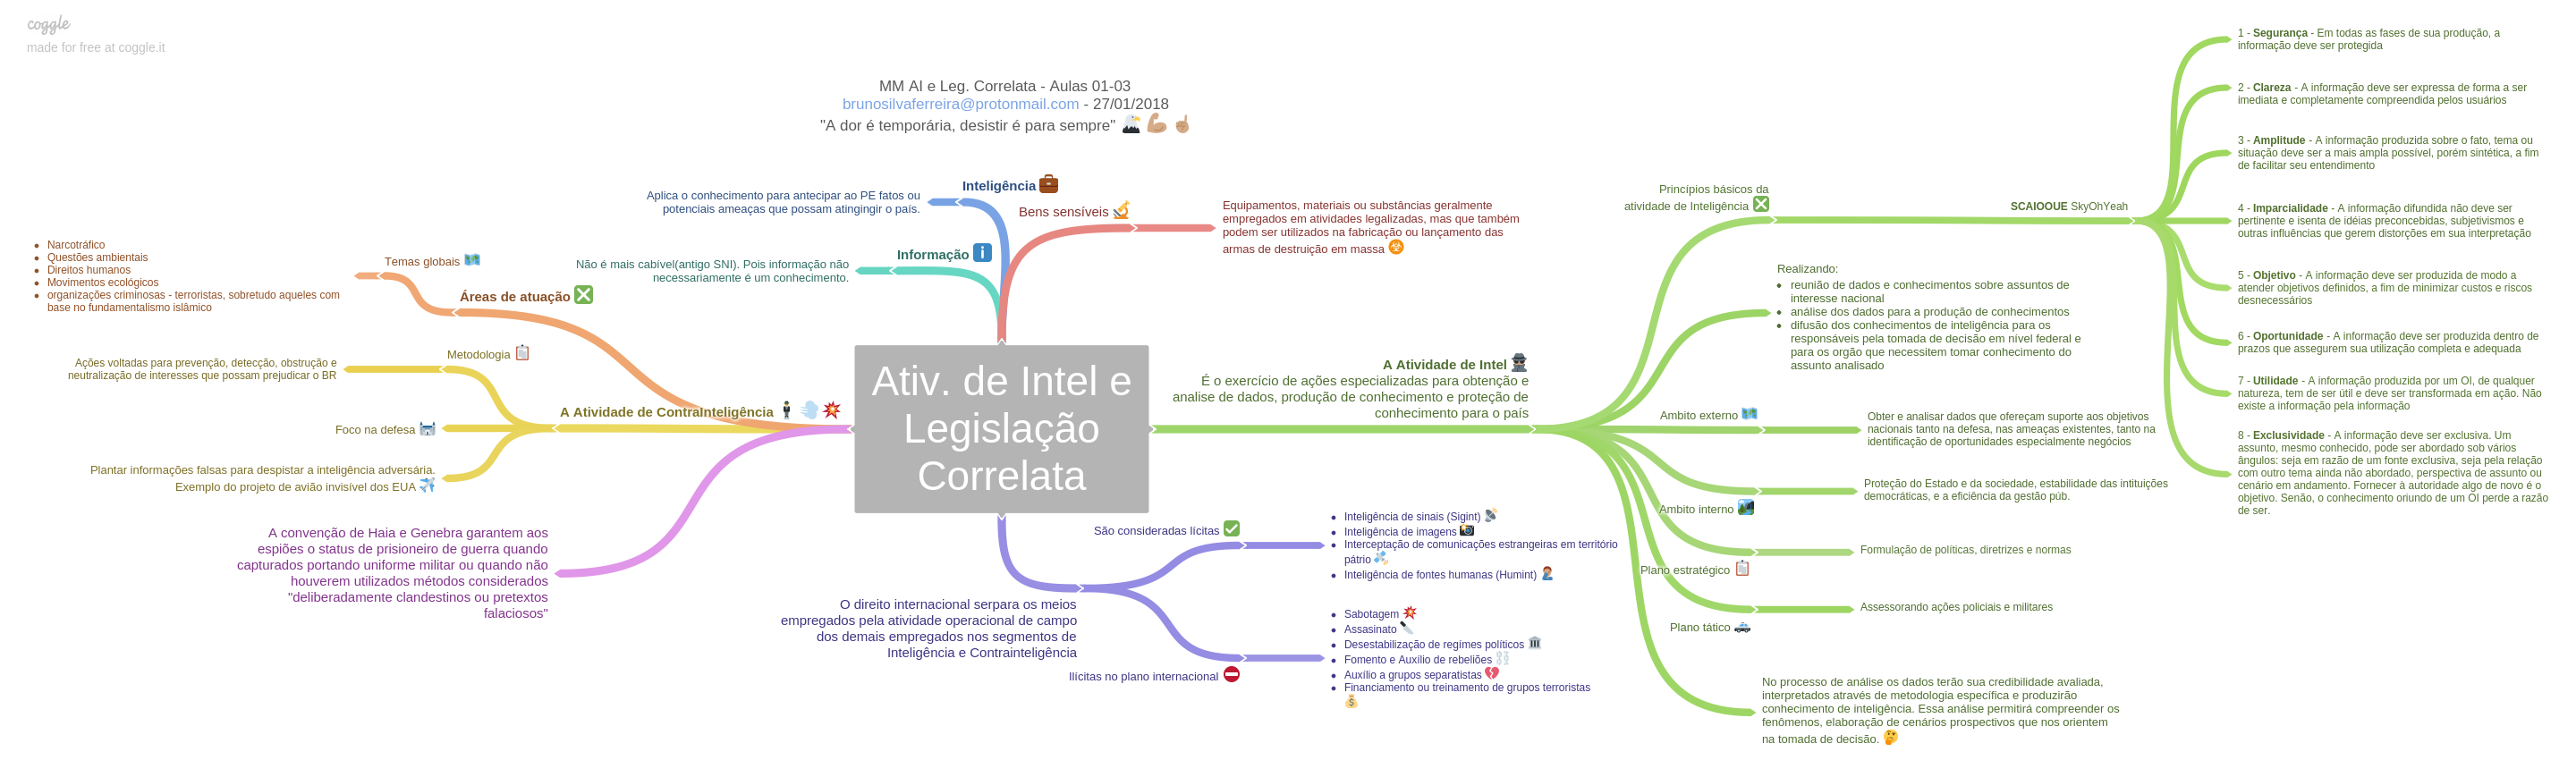 coggle
made for free at coggle.it
MM AI e Leg. Correlata - Aulas 01-03
brunosilvaferreira@protonmail.com - 27/01/2018
"A dor é temporária, desistir é para sempre"
Inteligência
Aplica o conhecimento para antecipar ao PE fatos ou
potenciais ameaças que possam atingingir o país.
Bens sensíveis
Equipamentos, materiais ou substâncias geralmente
empregados em atividades legalizadas, mas que também
podem ser utilizados na fabricação ou lançamento das
armas de destruição em massa
Informação
Não é mais cabível(antigo SNI). Pois informação não
necessariamente é um conhecimento.
Áreas de atuação
Temas globais
Narcotráfico
Questões ambientais
Direitos humanos
Movimentos ecológicos
organizações criminosas - terroristas, sobretudo aqueles com
base no fundamentalismo islâmico
A Atividade de ContraInteligência
Metodologia
Ações voltadas para prevenção, detecção, obstrução e
neutralização de interesses que possam prejudicar o BR
Foco na defesa
Plantar informações falsas para despistar a inteligência adversária.
Exemplo do projeto de avião invisível dos EUA
A convenção de Haia e Genebra garantem aos
espiões o status de prisioneiro de guerra quando
capturados portando uniforme militar ou quando não
houverem utilizados métodos considerados
"deliberadamente clandestinos ou pretextos
falaciosos"
Ativ. de Intel e
Legislação
Correlata
A Atividade de Intel
É o exercício de ações especializadas para obtenção e
analise de dados, produção de conhecimento e proteção de
conhecimento para o país
Princípios básicos da
atividade de Inteligência
SCAIOOUE SkyOhYeah
1 - Segurança - Em todas as fases de sua produção, a
informação deve ser protegida
2 - Clareza - A informação deve ser expressa de forma a ser
imediata e completamente compreendida pelos usuários
3 - Amplitude - A informação produzida sobre o fato, tema ou
situação deve ser a mais ampla possível, porém sintética, a fim
de facilitar seu entendimento
4 - Imparcialidade - A informação difundida não deve ser
pertinente e isenta de idéias preconcebidas, subjetivismos e
outras influências que gerem distorções em sua interpretação
5 - Objetivo - A informação deve ser produzida de modo a
atender objetivos definidos, a fim de minimizar custos e riscos
desnecessários
6 - Oportunidade - A informação deve ser produzida dentro de
prazos que assegurem sua utilização completa e adequada
7 - Utilidade - A informação produzida por um OI, de qualquer
natureza, tem de ser útil e deve ser transformada em ação. Não
existe a informação pela informação
8 - Exclusividade - A informação deve ser exclusiva. Um
assunto, mesmo conhecido, pode ser abordado sob vários
ângulos: seja em razão de um fonte exclusiva, seja pela relação
com outro tema ainda não abordado, perspectiva de assunto ou
cenário em andamento. Fornecer à autoridade algo de novo é o
objetivo. Senão, o conhecimento oriundo de um OI perde a razão
de ser.
Realizando:
reunião de dados e conhecimentos sobre assuntos de
interesse nacional
análise dos dados para a produção de conhecimentos
difusão dos conhecimentos de inteligência para os
responsáveis pela tomada de decisão em nível federal e
para os orgão que necessitem tomar conhecimento do
assunto analisado
Ambito externo
Obter e analisar dados que ofereçam suporte aos objetivos
nacionais tanto na defesa, nas ameaças existentes, tanto na
identificação de oportunidades especialmente negócios
Ambito interno
Proteção do Estado e da sociedade, estabilidade das intituições
democráticas, e a eficiência da gestão púb.
Plano estratégico
Formulação de políticas, diretrizes e normas
Plano tático
Assessorando ações policiais e militares
No processo de análise os dados terão sua credibilidade avaliada,
interpretados através de metodologia específica e produzirão
conhecimento de inteligência. Essa análise permitirá compreender os
fenômenos, elaboração de cenários prospectivos que nos orientem
na tomada de decisão.
O direito internacional serpara os meios
empregados pela atividade operacional de campo
dos demais empregados nos segmentos de
Inteligência e Contrainteligência
São consideradas lícitas
Inteligência de sinais (Sigint)
Inteligência de imagens
Interceptação de comunicações estrangeiras em território
pátrio
Inteligência de fontes humanas (Humint)
Ilícitas no plano internacional
Sabotagem
Assasinato
Desestabilização de regímes políticos
Fomento e Auxílio de rebeliões
Auxílio a grupos separatistas
Financiamento ou treinamento de grupos terroristas